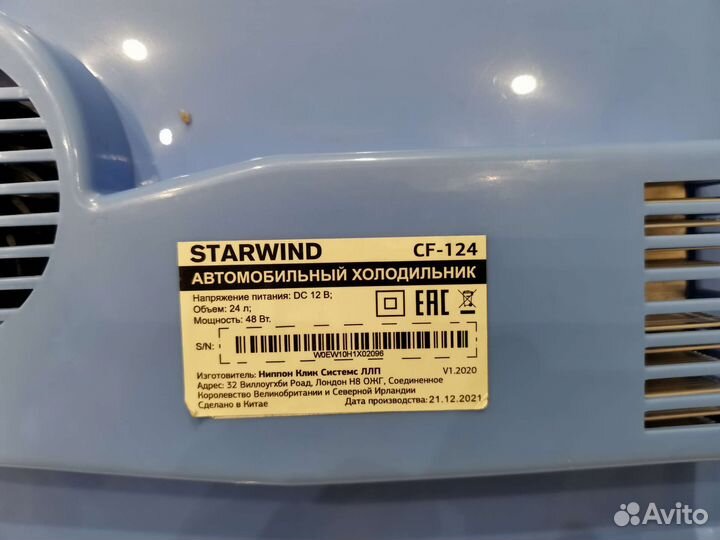 STARWIND CF-124
АВТОМОБИЛЬНЫЙ ХОЛОДИЛЬНИК
Напряжение питания: DC 12 В;
Объем: 24 л;
Мощность: 48 Вт.
EAC
S/N:
W0EW10H1X02096
Изготовитель: Ниппон Клик Системс ЛЛП V1.2020
Адрес: 32 Виллоугхби Роад, Лондон Н8 ОЖГ, Соединенное
Королевство Великобритании и Северной Ирландии
Сделано в Китае Дата производства: 21.12.2021
Avito